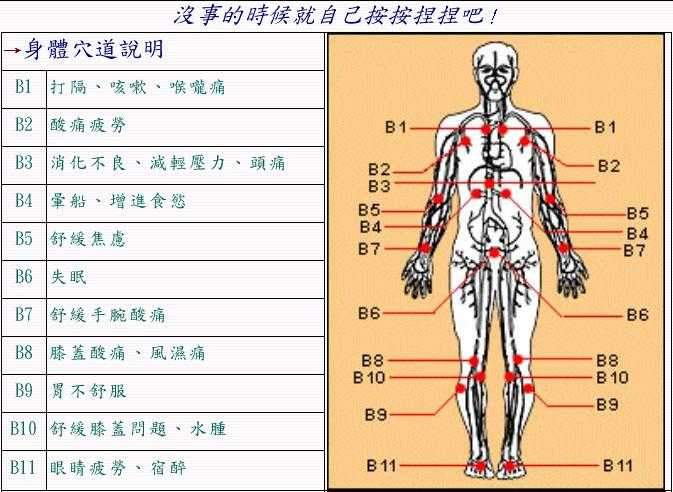 沒事的時候就自己按按捏捏吧!
→身體穴道說明
B1 打隔、咳嗽、喉嚨痛
B2 酸痛疲勞
B3 消化不良、減輕壓力、頭痛
B4 暈船、增進食慾
B5 舒緩焦慮
B6 失眠
B7 舒緩手腕酸痛
B8 膝蓋酸痛、風濕痛
B9 胃不舒服
B10 舒緩膝蓋問題、水腫
B11 眼睛疲勞、宿醉
B1 B1
B2 B2
B3
B5 B5
B4 B4
B7 B7
B6 B6
B8 B8
B10 B10
B9 B9
B11 B11